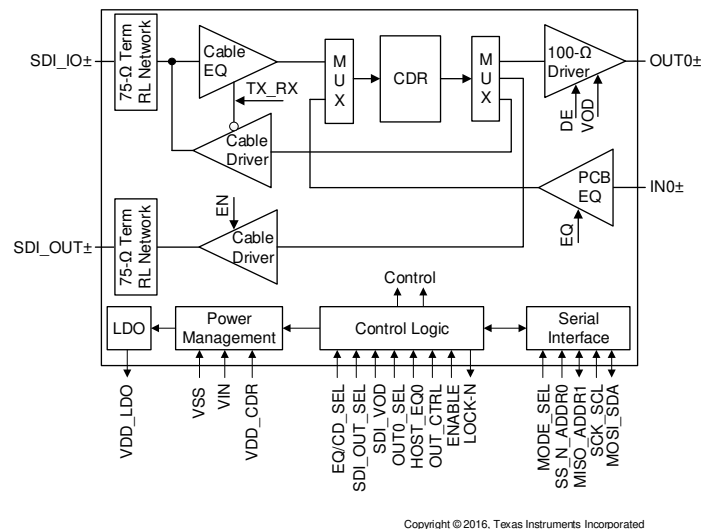 SDI_IO±
75-Ω Term
RL Network
Cable
EQ
TX_RX
Cable
Driver
M
U
X
CDR
M
U
X
100-Ω
Driver
OUT0±
DE
VOD
PCB
EQ
IN0±
EQ
SDI_OUT±
75-Ω Term
RL Network
EN
Cable
Driver
Control
LDO
Power
Management
Control Logic
Serial
Interface
VDD_LDO
VSS
VIN
VDD_CDR
EQ/CD_SEL
SDI_OUT_SEL
SDI_VOD
OUT0_SEL
HOST_EQ0
OUT_CTRL
ENABLE
LOCK-N
MODE_SEL
SS_N_ADDR0
MISO_ADDR1
SCK_SCL
MOSI_SDA
Copyright © 2016, Texas Instruments Incorporated